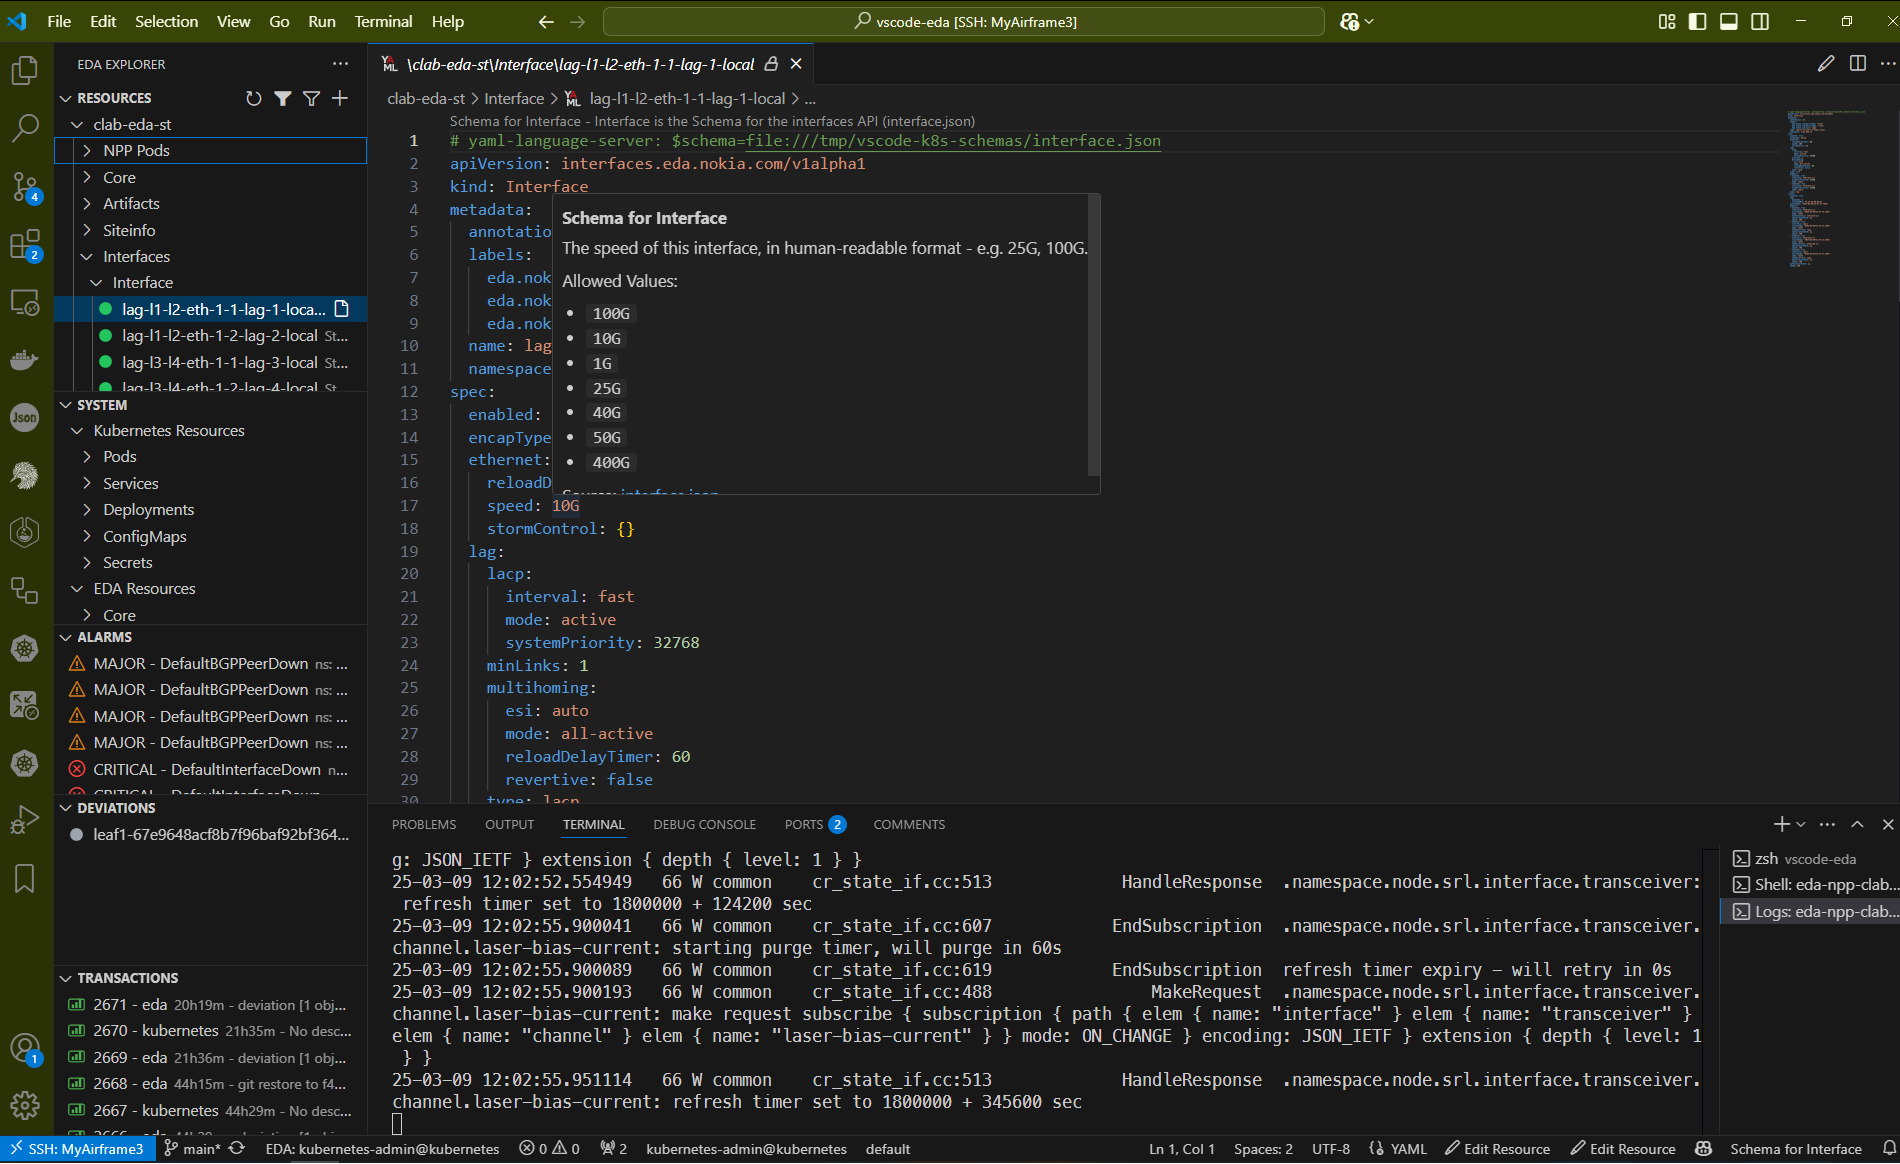 File Edit Selection View Go Run Terminal Help
vscode-eda [SSH: MyAirframe3]
EDA EXPLORER
RESOURCES
clab-eda-st
NPP Pods
Core
Artifacts
Siteinfo
Interfaces
Interface
lag-l1-l2-eth-1-1-lag-1-loca...
lag-l1-l2-eth-1-2-lag-2-local St...
lag-l3-l4-eth-1-1-lag-3-local St...
lag-l3-l4-eth-1-2-lag-4-local St...
SYSTEM
Kubernetes Resources
Pods
Services
Deployments
ConfigMaps
Secrets
EDA Resources
Core
ALARMS
MAJOR - DefaultBGPPeerDown ns: ...
MAJOR - DefaultBGPPeerDown ns: ...
MAJOR - DefaultBGPPeerDown ns: ...
MAJOR - DefaultBGPPeerDown ns: ...
CRITICAL - DefaultInterfaceDown n...
CRITICAL - DefaultInterfaceDown
DEVIATIONS
leaf1-67e9648acf8b7f96baf92bf364...
TRANSACTIONS
2671 - eda 20h19m - deviation [1 obj...
2670 - kubernetes 21h35m - No desc...
2669 - eda 21h36m - deviation [1 obj...
2668 - eda 44h15m - git restore to f4...
2667 - kubernetes 44h29m - No desc...
4
2
Json
1
\clab-eda-st\Interface\lag-l1-l2-eth-1-1-lag-1-local
clab-eda-st > Interface > lag-l1-l2-eth-1-1-lag-1-local > ...
Schema for Interface - Interface is the Schema for the interfaces API (interface.json)
1 # yaml-language-server: $schema=file:///tmp/vscode-k8s-schemas/interface.json
2 apiVersion: interfaces.eda.nokia.com/v1alpha1
3 kind: Interface
4 metadata:
5 annotatio
6 labels:
7 eda.nok
8 eda.nok
9 eda.nok
10 name: lag
11 namespace
12 spec:
13 enabled:
14 encapType
15 ethernet:
16 reloadD
17 speed: 10G
18 stormControl: {}
19 lag:
20 lacp:
21 interval: fast
22 mode: active
23 systemPriority: 32768
24 minLinks: 1
25 multihoming:
26 esi: auto
27 mode: all-active
28 reloadDelayTimer: 60
29 revertive: false
30 type: lacp
Schema for Interface
The speed of this interface, in human-readable format - e.g. 25G, 100G.
Allowed Values:
• 100G
• 10G
• 1G
• 25G
• 40G
• 50G
• 400G
Source: interface.json
PROBLEMS OUTPUT TERMINAL DEBUG CONSOLE PORTS 2 COMMENTS
g: JSON_IETF } extension { depth { level: 1 } }
25-03-09 12:02:52.554949 66 W common cr_state_if.cc:513 HandleResponse .namespace.node.srl.interface.transceiver:
refresh timer set to 1800000 + 124200 sec
25-03-09 12:02:55.900041 66 W common cr_state_if.cc:607 EndSubscription .namespace.node.srl.interface.transceiver.
channel.laser-bias-current: starting purge timer, will purge in 60s
25-03-09 12:02:55.900089 66 W common cr_state_if.cc:619 EndSubscription refresh timer expiry – will retry in 0s
25-03-09 12:02:55.900193 66 W common cr_state_if.cc:488 MakeRequest .namespace.node.srl.interface.transceiver.
channel.laser-bias-current: make request subscribe { subscription { path { elem { name: "interface" } elem { name: "transceiver" }
elem { name: "channel" } elem { name: "laser-bias-current" } } mode: ON_CHANGE } encoding: JSON_IETF } extension { depth { level: 1
} }
25-03-09 12:02:55.951114 66 W common cr_state_if.cc:513 HandleResponse .namespace.node.srl.interface.transceiver.
channel.laser-bias-current: refresh timer set to 1800000 + 345600 sec
zsh vscode-eda
Shell: eda-npp-clab...
Logs: eda-npp-clab...
SSH: MyAirframe3 main* EDA: kubernetes-admin@kubernetes 0 0 2 kubernetes-admin@kubernetes default Ln 1, Col 1 Spaces: 2 UTF-8 {} YAML Edit Resource Edit Resource Schema for Interface